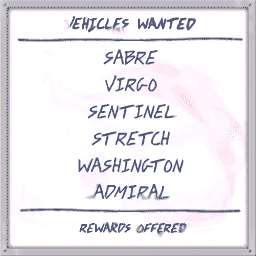 VEHICLES WANTED
SABRE
VIRGO
SENTINEL
STRETCH
WASHINGTON
ADMIRAL
REWARDS OFFERED